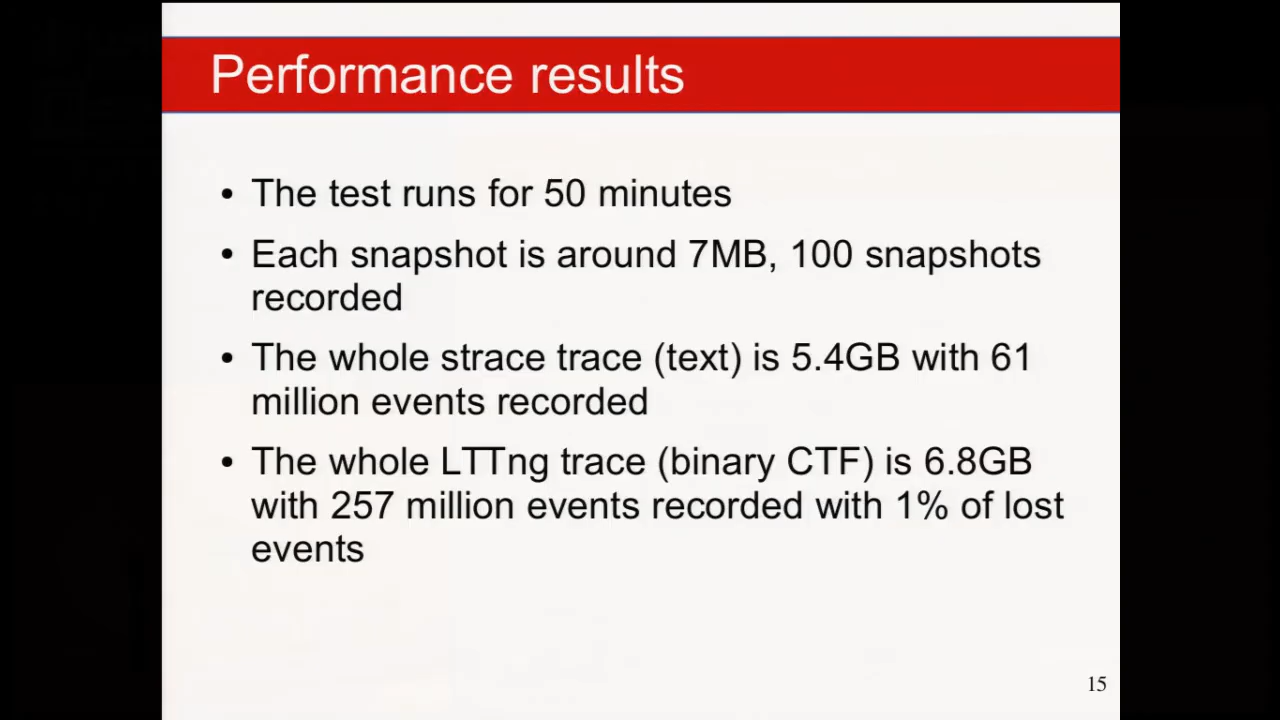 Performance results
• The test runs for 50 minutes
• Each snapshot is around 7MB, 100 snapshots
recorded
• The whole strace trace (text) is 5.4GB with 61
million events recorded
• The whole LTTng trace (binary CTF) is 6.8GB
with 257 million events recorded with 1% of lost
events
15